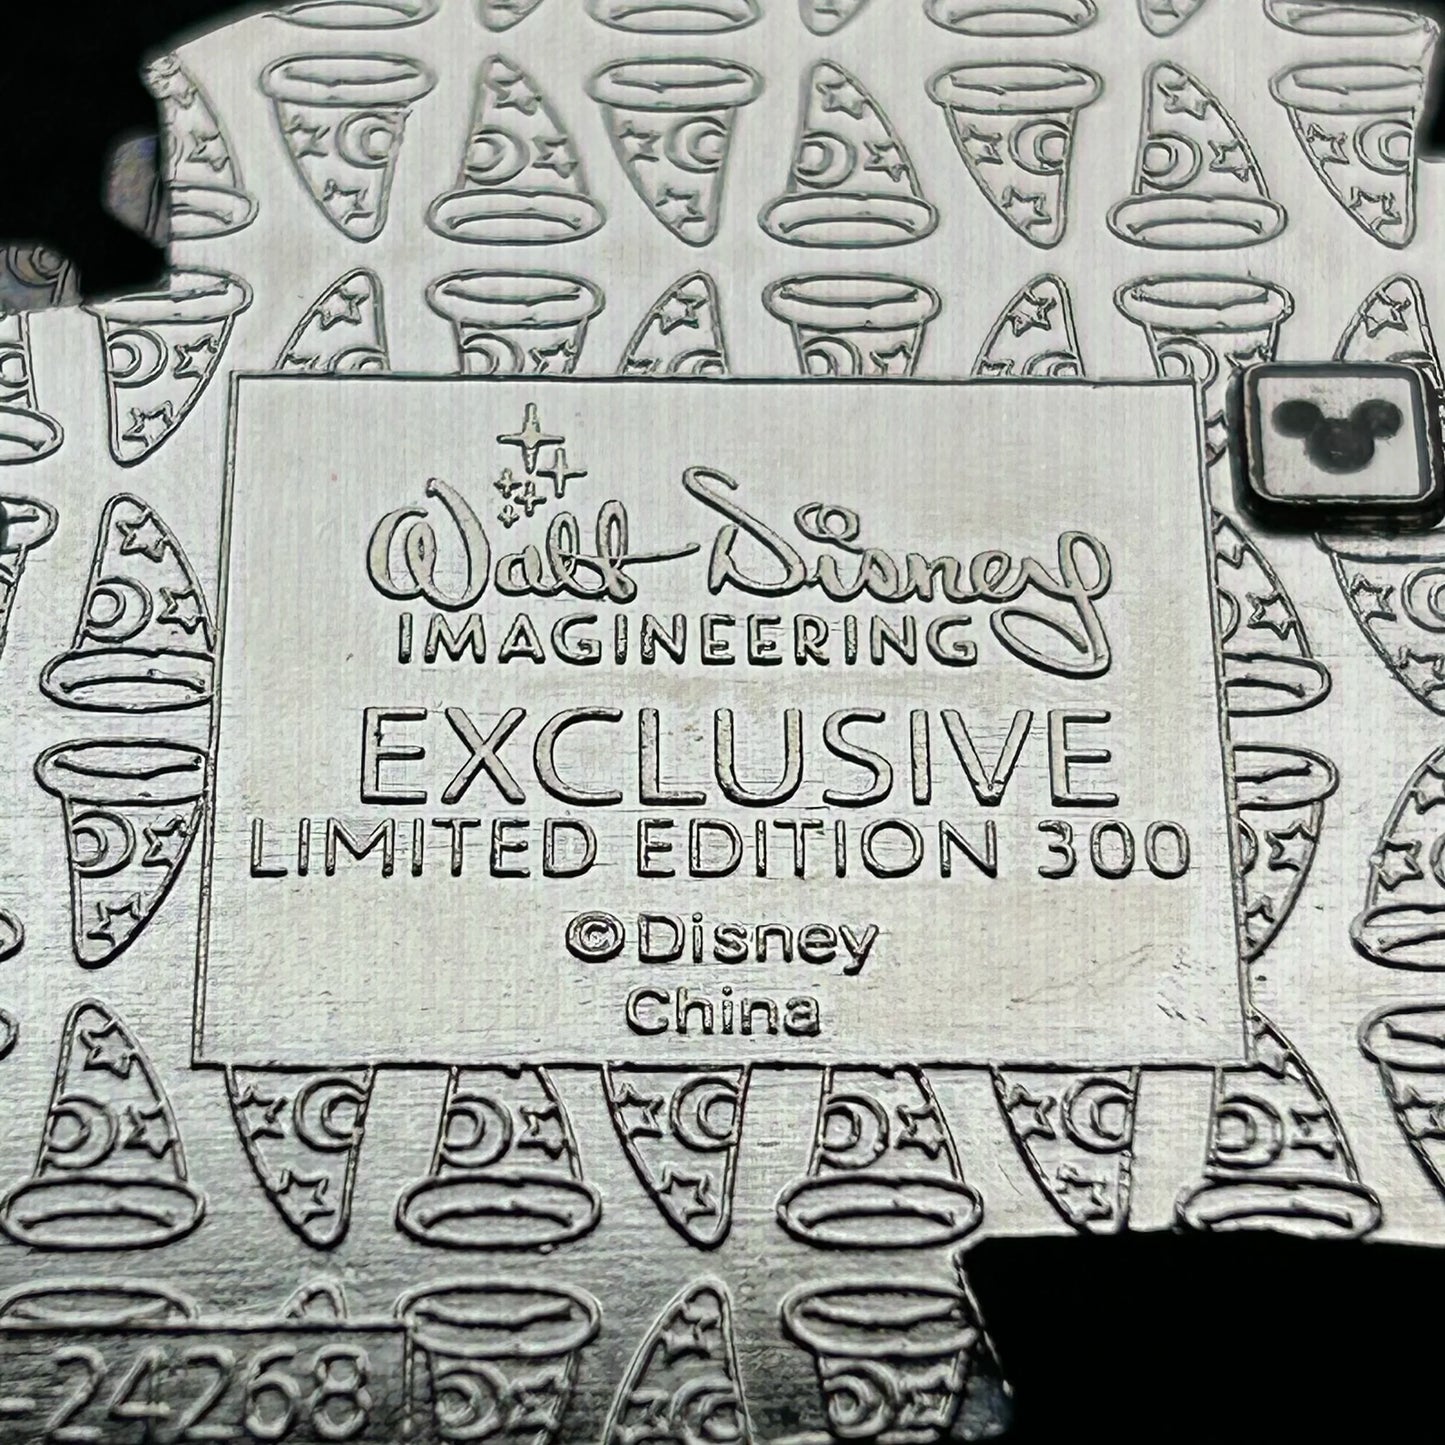 Walt Disney
IMAGINEERING
EXCLUSIVE
LIMITED EDITION 300
©Disney
China
-24268